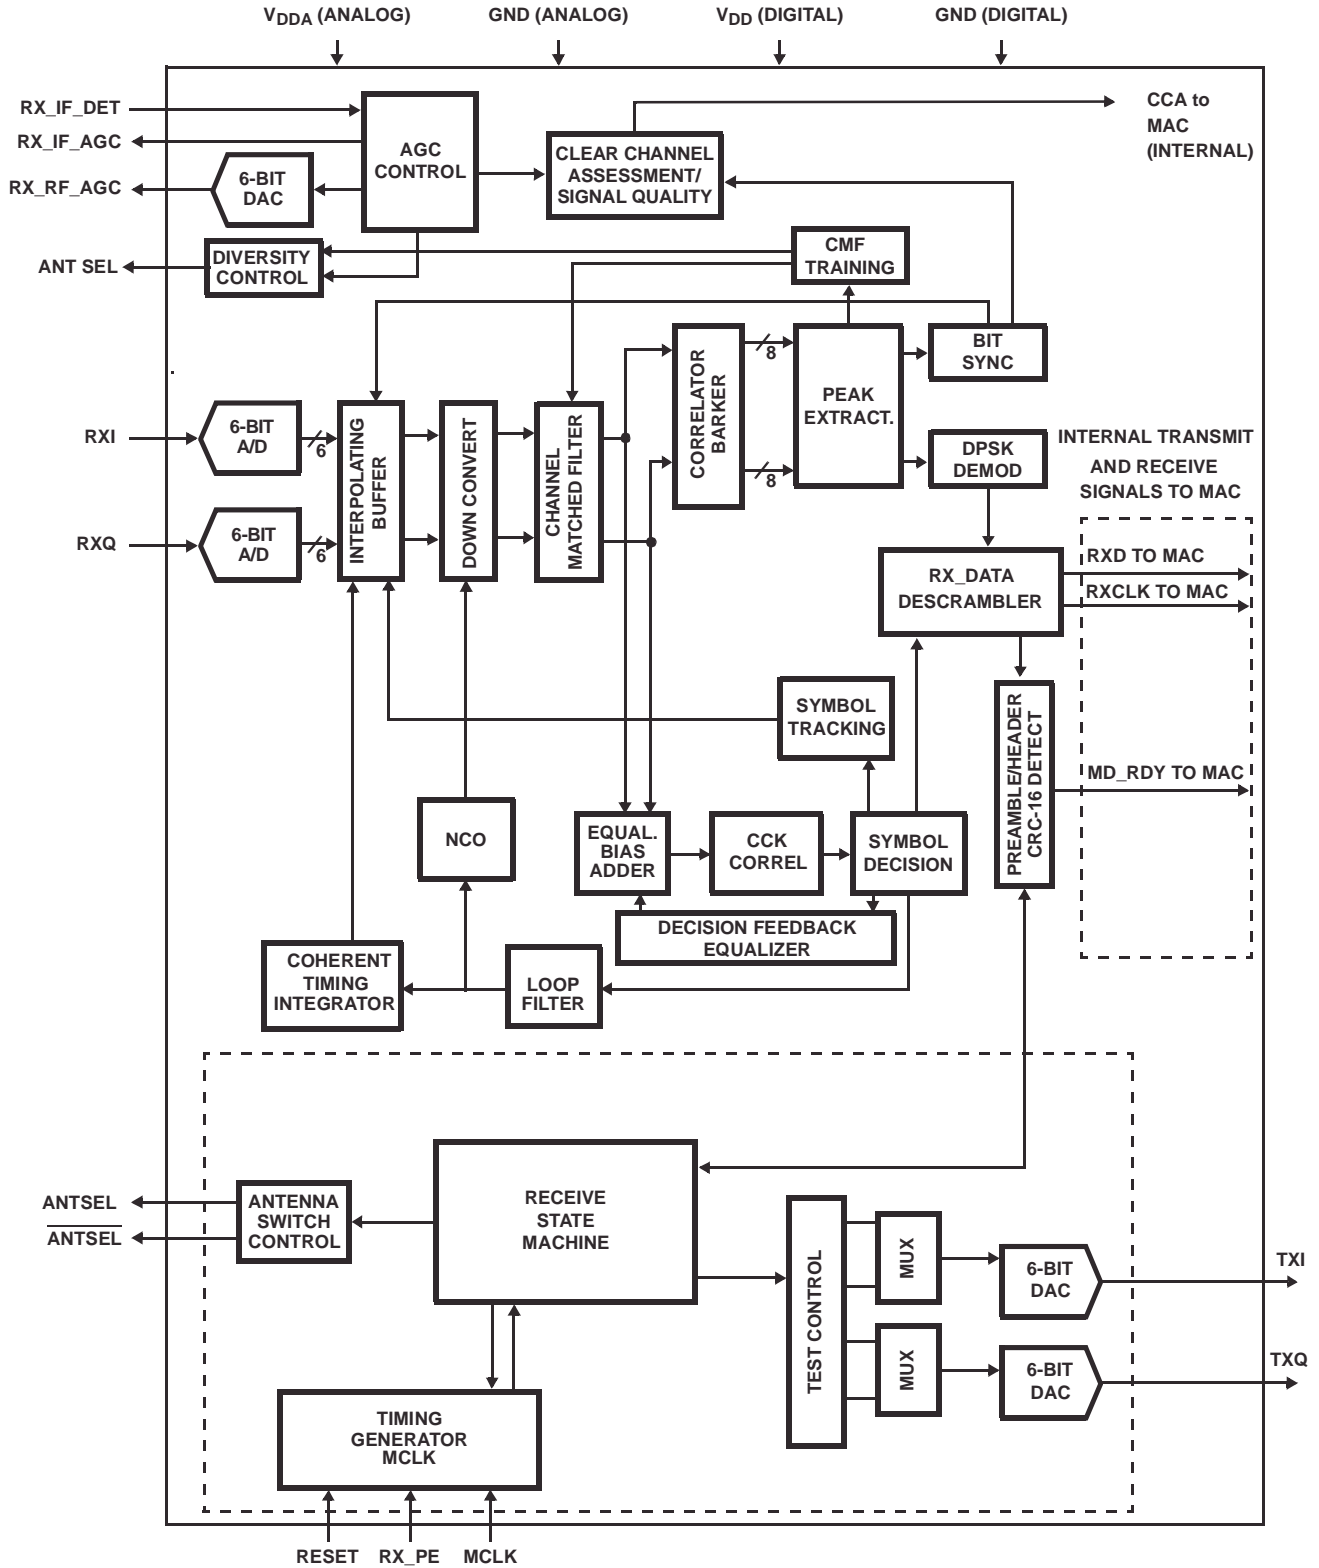 VDDA (ANALOG)
GND (ANALOG)
VDD (DIGITAL)
GND (DIGITAL)
RX_IF_DET
RX_IF_AGC
RX_RF_AGC
6-BIT
DAC
AGC
CONTROL
CLEAR CHANNEL
ASSESSMENT/
SIGNAL QUALITY
CCA to
MAC
(INTERNAL)
ANT SEL
DIVERSITY
CONTROL
CMF
TRAINING
RXI
6-BIT
A/D
6
RXQ
6-BIT
A/D
6
INTERPOLATING
BUFFER
DOWN CONVERT
CHANNEL
MATCHED FILTER
CORRELATOR
BARKER
8
8
PEAK
EXTRACT.
BIT
SYNC
DPSK
DEMOD
INTERNAL TRANSMIT
AND RECEIVE
SIGNALS TO MAC
RX_DATA
DESCRAMBLER
RXD TO MAC
RXCLK TO MAC
SYMBOL
TRACKING
PREAMBLE/HEADER
CRC-16 DETECT
MD_RDY TO MAC
NCO
EQUAL.
BIAS
ADDER
CCK
CORREL
SYMBOL
DECISION
DECISION FEEDBACK
EQUALIZER
COHERENT
TIMING
INTEGRATOR
LOOP
FILTER
ANTSEL
ANTSEL
ANTENNA
SWITCH
CONTROL
RECEIVE
STATE
MACHINE
TEST CONTROL
MUX
6-BIT
DAC
TXI
MUX
6-BIT
DAC
TXQ
TIMING
GENERATOR
MCLK
RESET
RX_PE
MCLK